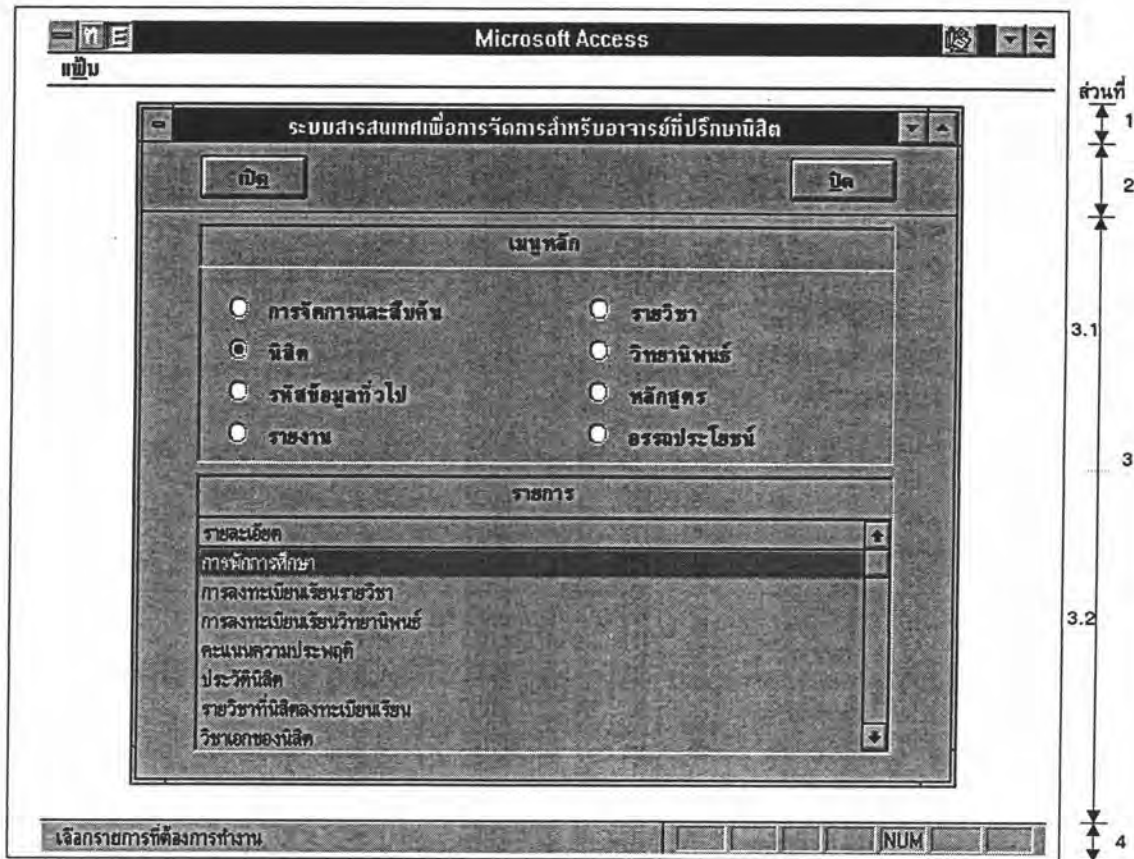 Microsoft Access
แฟ้ม
ส่วนที่
ระบบสารสนเทศเพื่อการจัดการสำหรับอาจารย์ที่ปรึกษานิสิต
1
เปิด
ปิด
2
เมนูหลัก
การจัดการและสืบค้น
รายวิชา
3.1
นิสิต
วิทยานิพนธ์
รหัสข้อมูลทั่วไป
หลักสูตร
รายงาน
อรรถประโยชน์
3
รายการ
รายละเอียด
การพักการศึกษา
การลงทะเบียนเรียนรายวิชา
การลงทะเบียนเรียนวิทยานิพนธ์
3.2
คะแนนความประพฤติ
ประวัตินิสิต
รายวิชาที่นิสิตลงทะเบียนเรียน
วิชาเอกของนิสิต
เลือกรายการที่ต้องการทำงาน
NUM
4